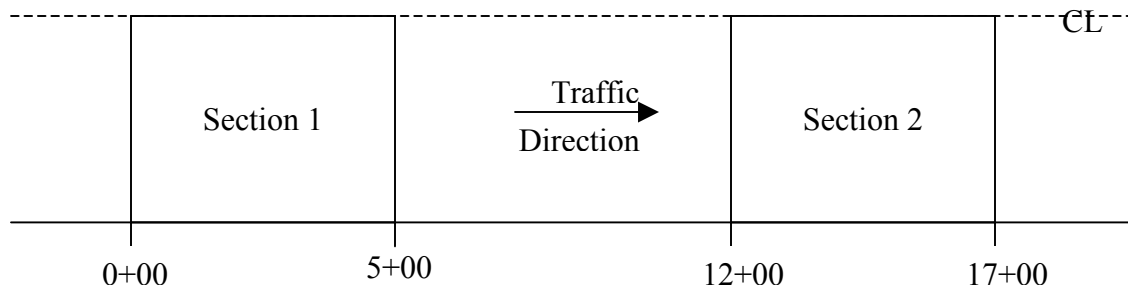 CL
Section 1
Traffic
Direction
Section 2
0+00
5+00
12+00
17+00